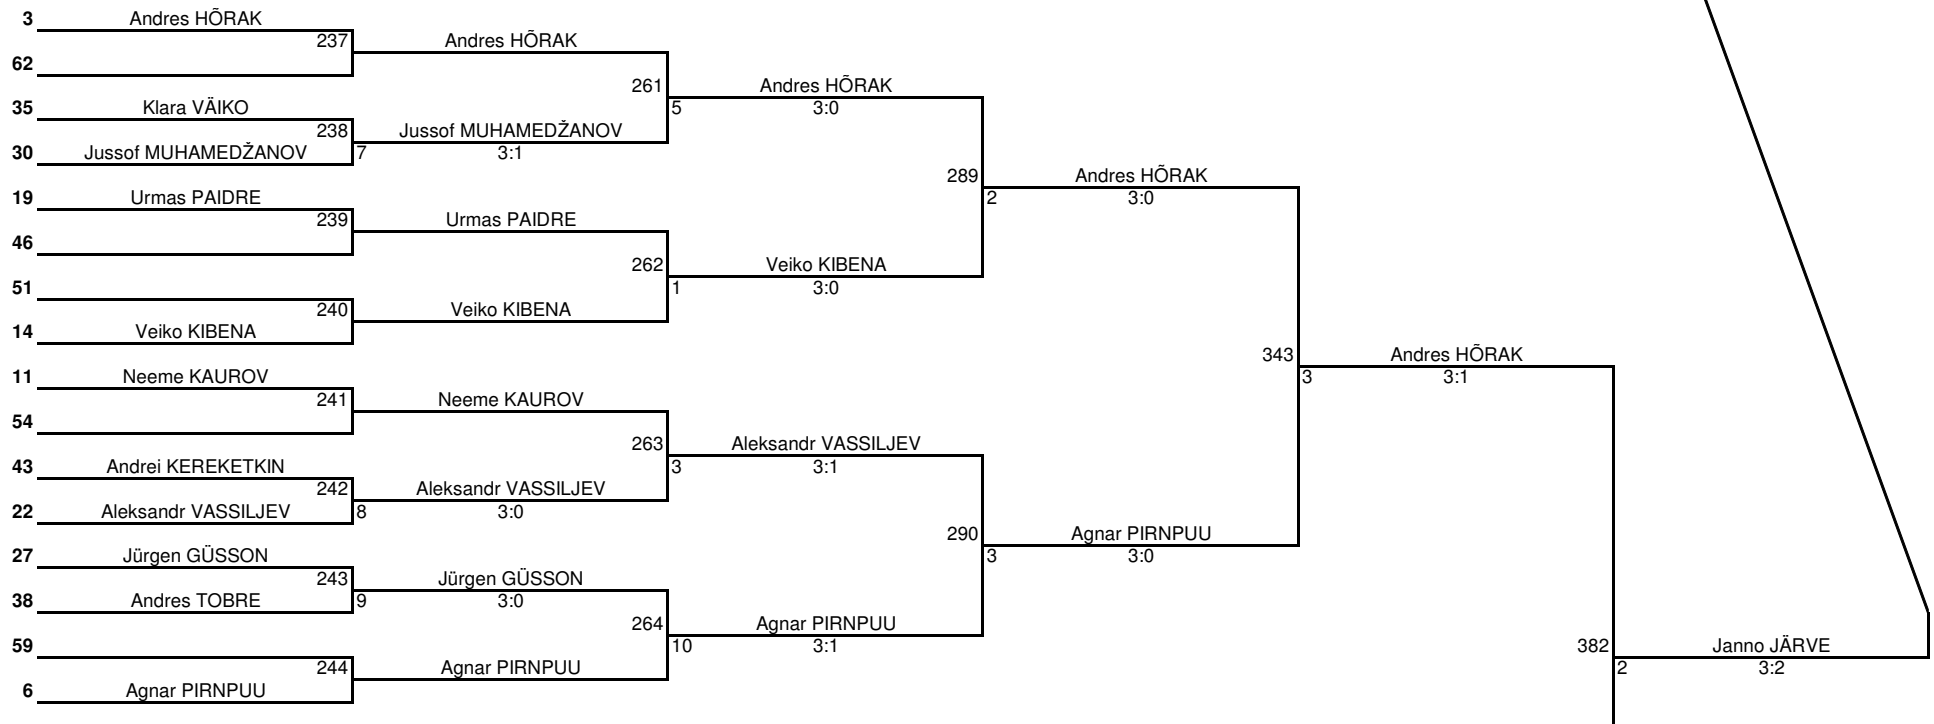 3 Andres HÕRAK
237 Andres HÕRAK
62
261 Andres HÕRAK
35 Klara VÄIKO
5 3:0
238 Jussof MUHAMEDŽANOV
30 Jussof MUHAMEDŽANOV 7 3:1
289 Andres HÕRAK
19 Urmas PAIDRE
2 3:0
239 Urmas PAIDRE
46
262 Veiko KIBENA
51
1 3:0
240 Veiko KIBENA
14 Veiko KIBENA
343 Andres HÕRAK
11 Neeme KAUROV
3 3:1
241 Neeme KAUROV
54
263 Aleksandr VASSILJEV
43 Andrei KEREKETKIN
3 3:1
242 Aleksandr VASSILJEV
22 Aleksandr VASSILJEV 8 3:0
290 Agnar PIRNPUU
27 Jürgen GÜSSON
3 3:0
243 Jürgen GÜSSON
38 Andres TOBRE 9 3:0
264 Agnar PIRNPUU
59
10 3:1
382 Janno JÄRVE
244 Agnar PIRNPUU
2 3:2
6 Agnar PIRNPUU